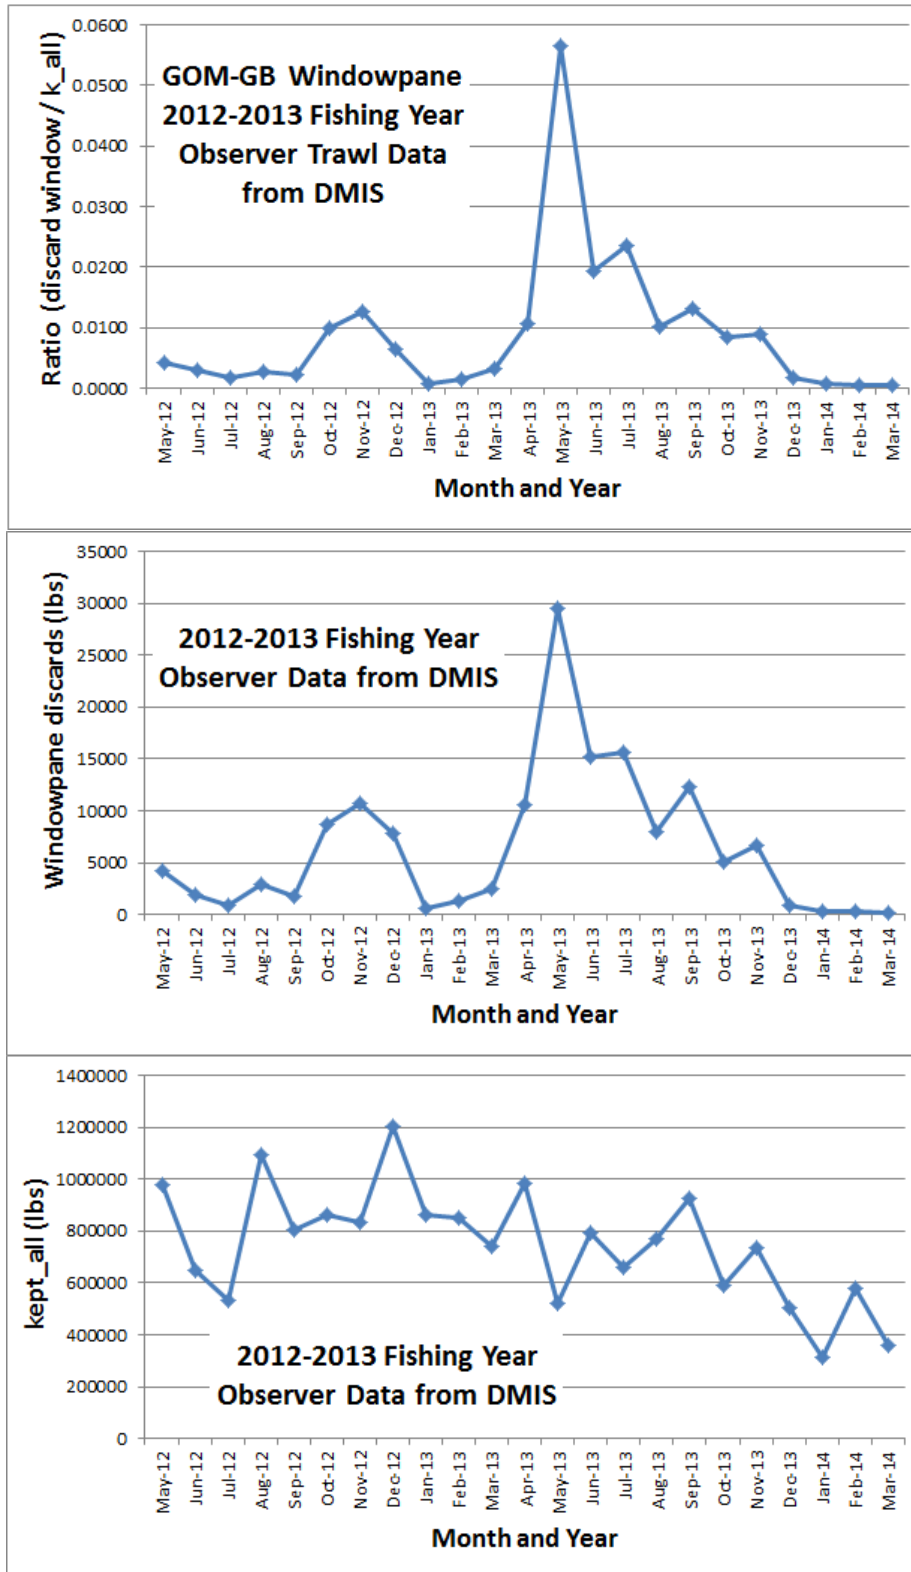 0.0600
0.0500
0.0400
0.0300
0.0200
0.0100
0.0000
Ratio (discard window / k_all)
GOM-GB Windowpane
2012-2013 Fishing Year
Observer Trawl Data
from DMIS
May-12 Jun-12 Jul-12 Aug-12 Sep-12 Oct-12 Nov-12 Dec-12 Jan-13 Feb-13 Mar-13 Apr-13 May-13 Jun-13 Jul-13 Aug-13 Sep-13 Oct-13 Nov-13 Dec-13 Jan-14 Feb-14 Mar-14
Month and Year
35000
30000
25000
20000
15000
10000
5000
0
Windowpane discards (lbs)
2012-2013 Fishing Year
Observer Data from DMIS
May-12 Jun-12 Jul-12 Aug-12 Sep-12 Oct-12 Nov-12 Dec-12 Jan-13 Feb-13 Mar-13 Apr-13 May-13 Jun-13 Jul-13 Aug-13 Sep-13 Oct-13 Nov-13 Dec-13 Jan-14 Feb-14 Mar-14
Month and Year
1400000
1200000
1000000
800000
600000
400000
200000
0
kept_all (lbs)
2012-2013 Fishing Year
Observer Data from DMIS
May-12 Jun-12 Jul-12 Aug-12 Sep-12 Oct-12 Nov-12 Dec-12 Jan-13 Feb-13 Mar-13 Apr-13 May-13 Jun-13 Jul-13 Aug-13 Sep-13 Oct-13 Nov-13 Dec-13 Jan-14 Feb-14 Mar-14
Month and Year